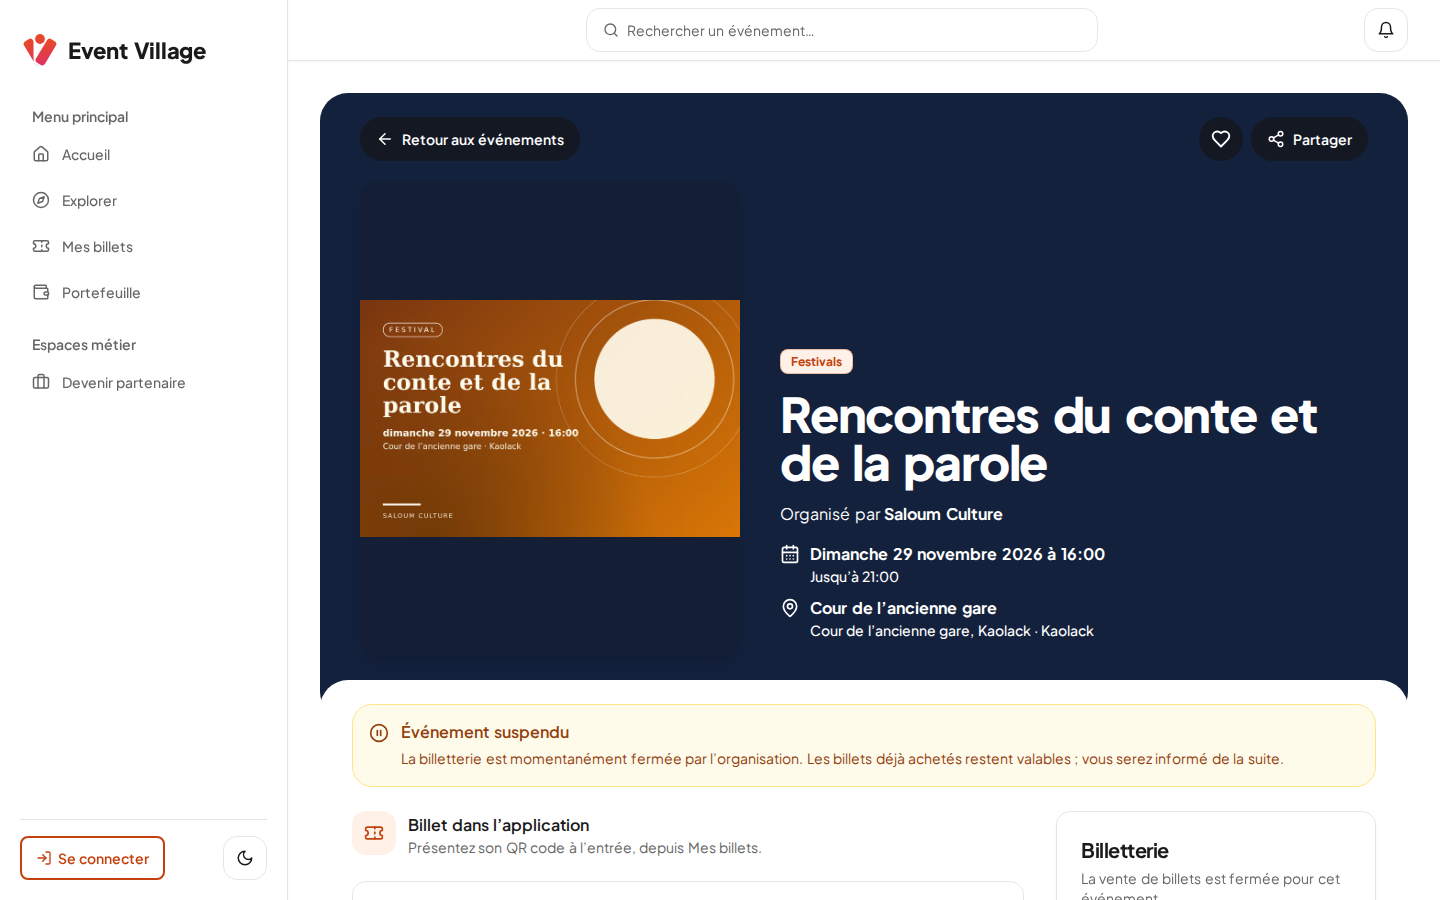 Event Village
Rechercher un événement…
Menu principal
Accueil
Explorer
Mes billets
Portefeuille
Espaces métier
Devenir partenaire
Se connecter
Retour aux événements
Partager
FESTIVAL
Rencontres du
conte et de la
parole
dimanche 29 novembre 2026 · 16:00
Cour de l'ancienne gare · Kaolack
SALOUM CULTURE
Festivals
Rencontres du conte et
de la parole
Organisé par Saloum Culture
Dimanche 29 novembre 2026 à 16:00
Jusqu’à 21:00
Cour de l’ancienne gare
Cour de l’ancienne gare, Kaolack · Kaolack
Événement suspendu
La billetterie est momentanément fermée par l’organisation. Les billets déjà achetés restent valables ; vous serez informé de la suite.
Billet dans l’application
Présentez son QR code à l’entrée, depuis Mes billets.
Billetterie
La vente de billets est fermée pour cet
événement.